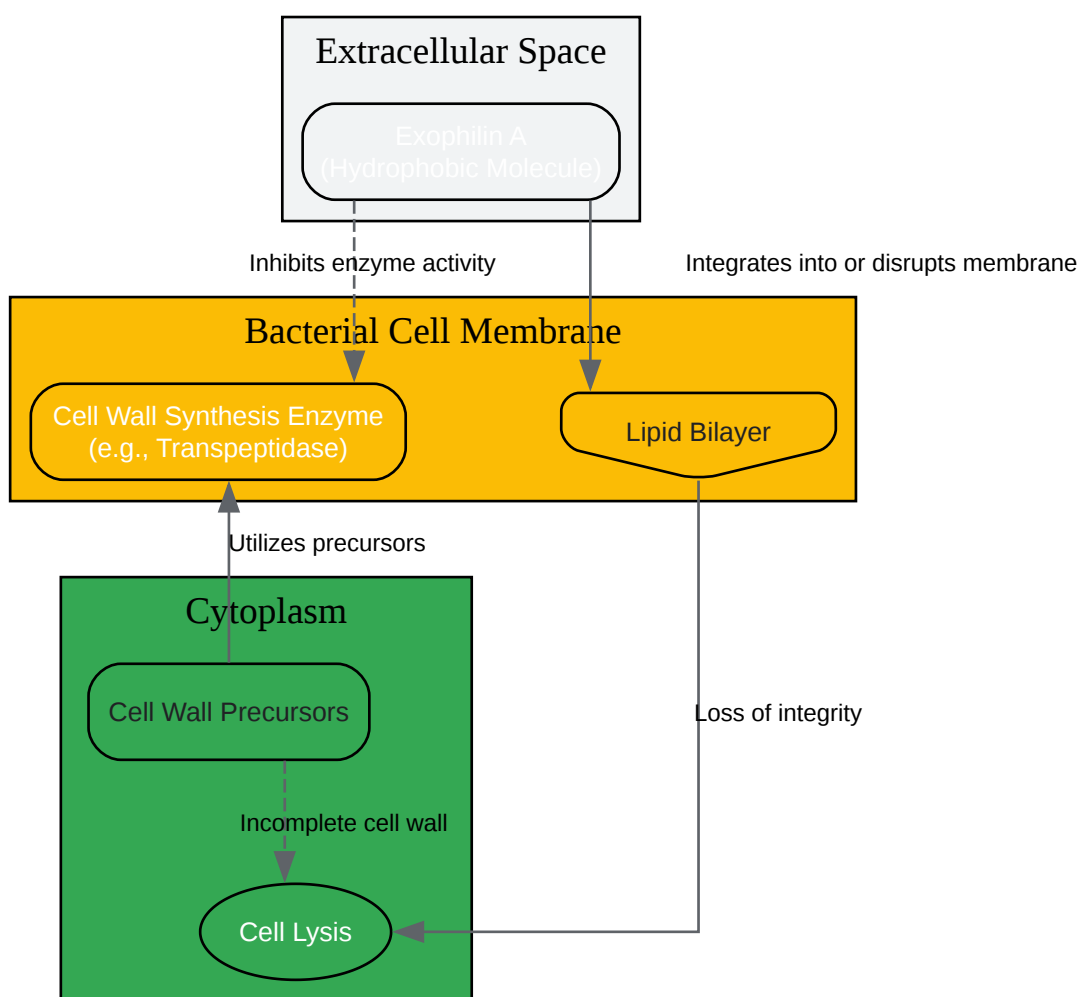 Extracellular Space
Exophilin A
(Hydrophobic Molecule)
Inhibits enzyme activity
Integrates into or disrupts membrane
Bacterial Cell Membrane
Cell Wall Synthesis Enzyme
(e.g., Transpeptidase)
Lipid Bilayer
Utilizes precursors
Cytoplasm
Cell Wall Precursors
Loss of integrity
Incomplete cell wall
Cell Lysis